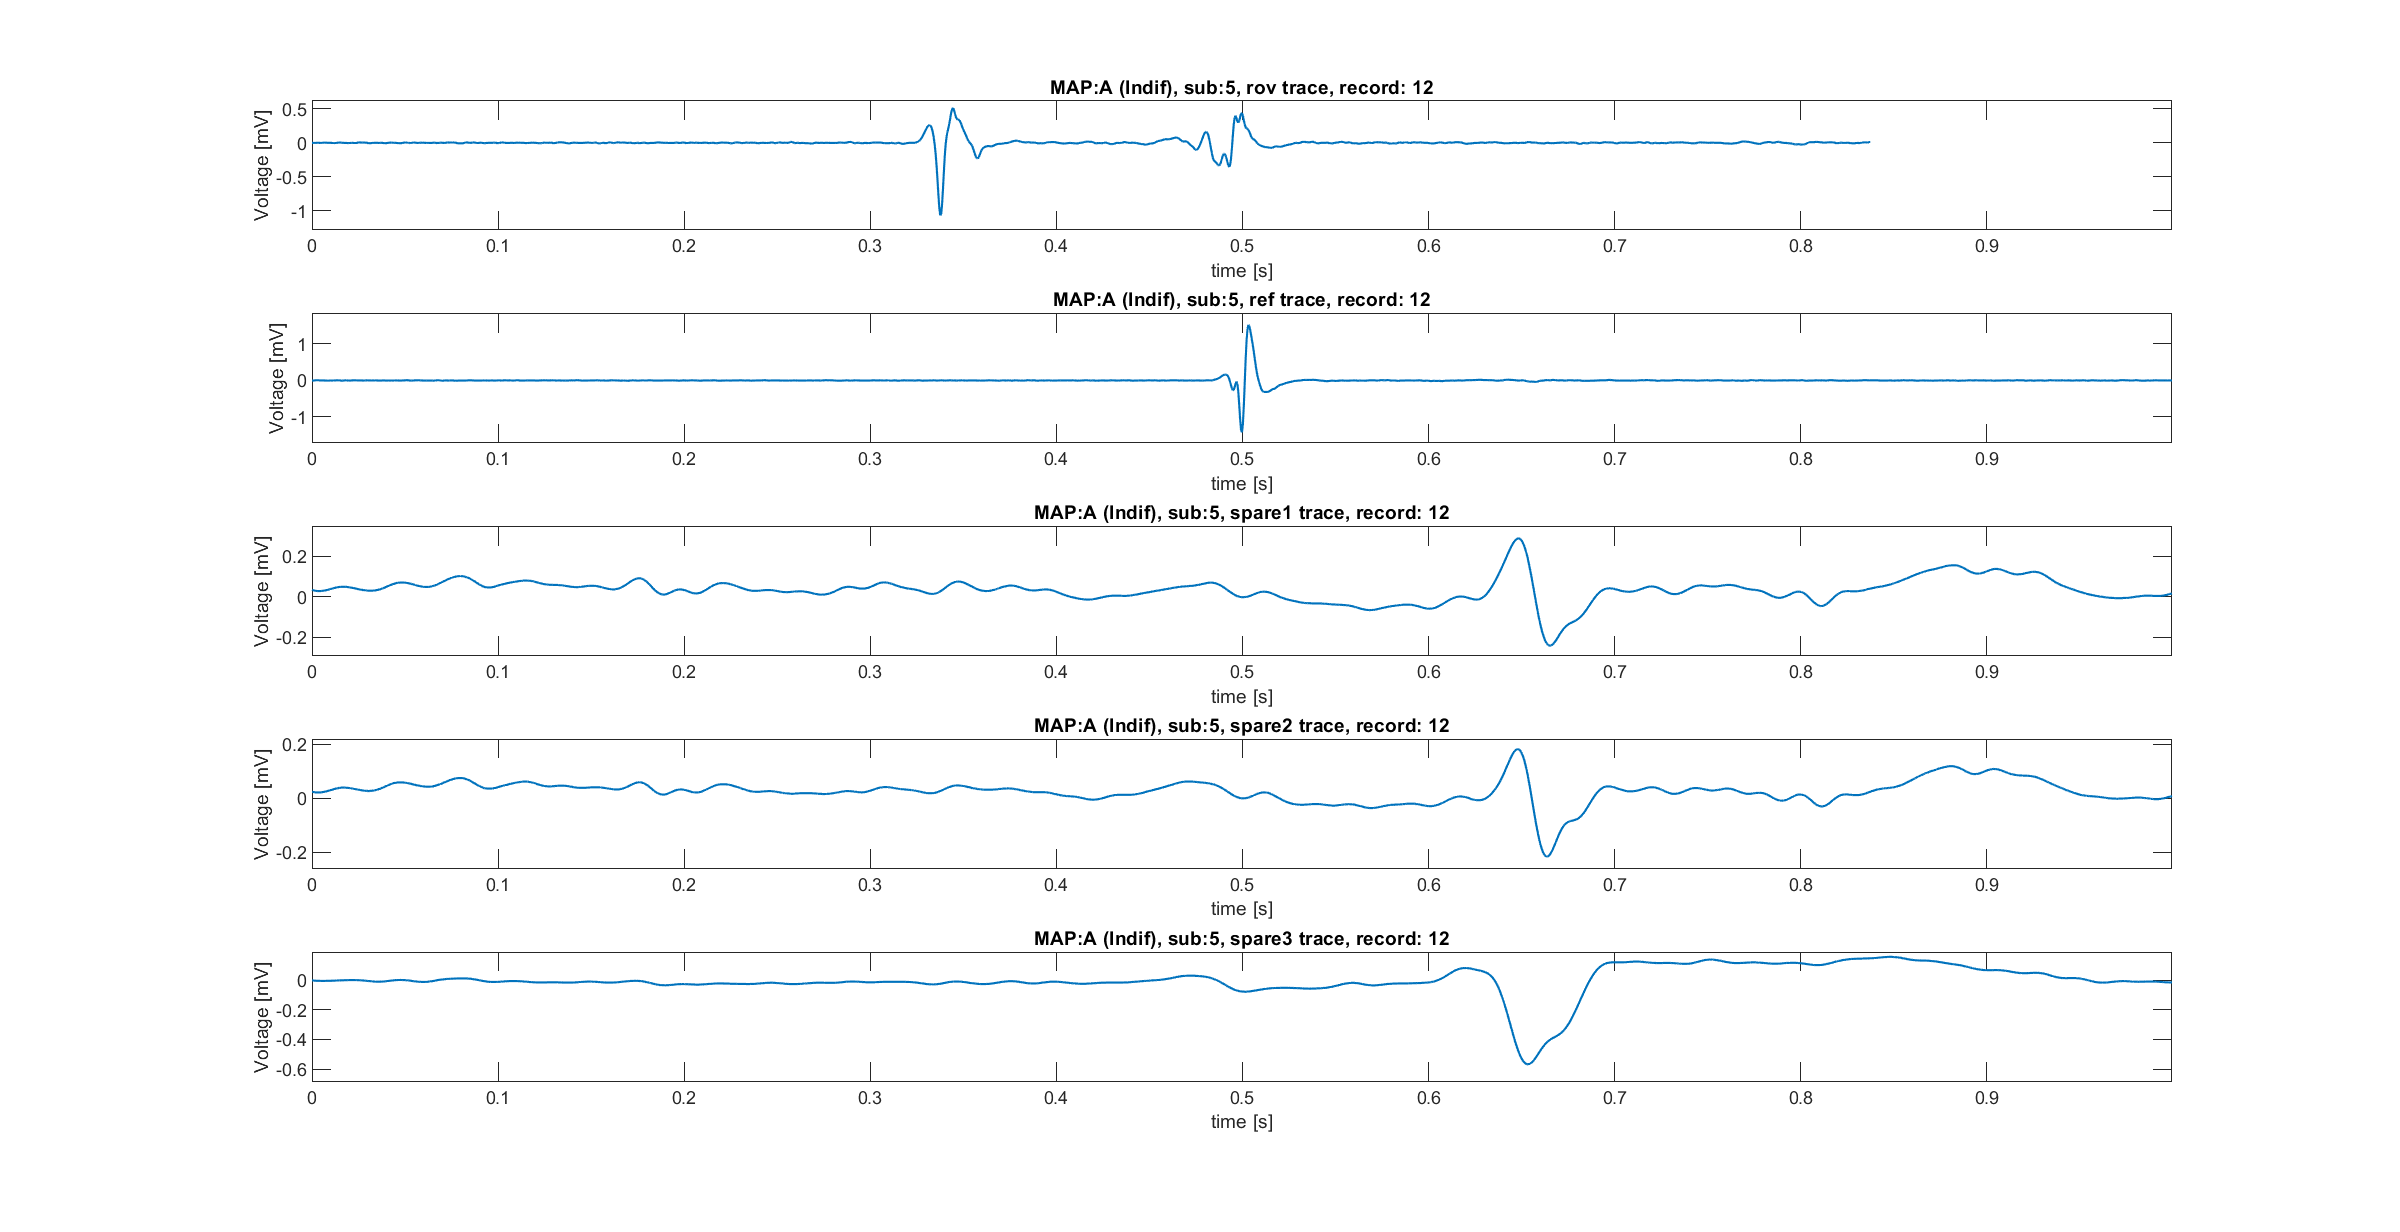 MAP:A (Indif), sub:5, rov trace, record: 12
Voltage [mV]
0.5
0
-0.5
-1
0 0.1 0.2 0.3 0.4 0.5 0.6 0.7 0.8 0.9
time [s]
MAP:A (Indif), sub:5, ref trace, record: 12
Voltage [mV]
1
0
-1
0 0.1 0.2 0.3 0.4 0.5 0.6 0.7 0.8 0.9
time [s]
MAP:A (Indif), sub:5, spare1 trace, record: 12
Voltage [mV]
0.2
0
-0.2
0 0.1 0.2 0.3 0.4 0.5 0.6 0.7 0.8 0.9
time [s]
MAP:A (Indif), sub:5, spare2 trace, record: 12
Voltage [mV]
0.2
0
-0.2
0 0.1 0.2 0.3 0.4 0.5 0.6 0.7 0.8 0.9
time [s]
MAP:A (Indif), sub:5, spare3 trace, record: 12
Voltage [mV]
0
-0.2
-0.4
-0.6
0 0.1 0.2 0.3 0.4 0.5 0.6 0.7 0.8 0.9
time [s]